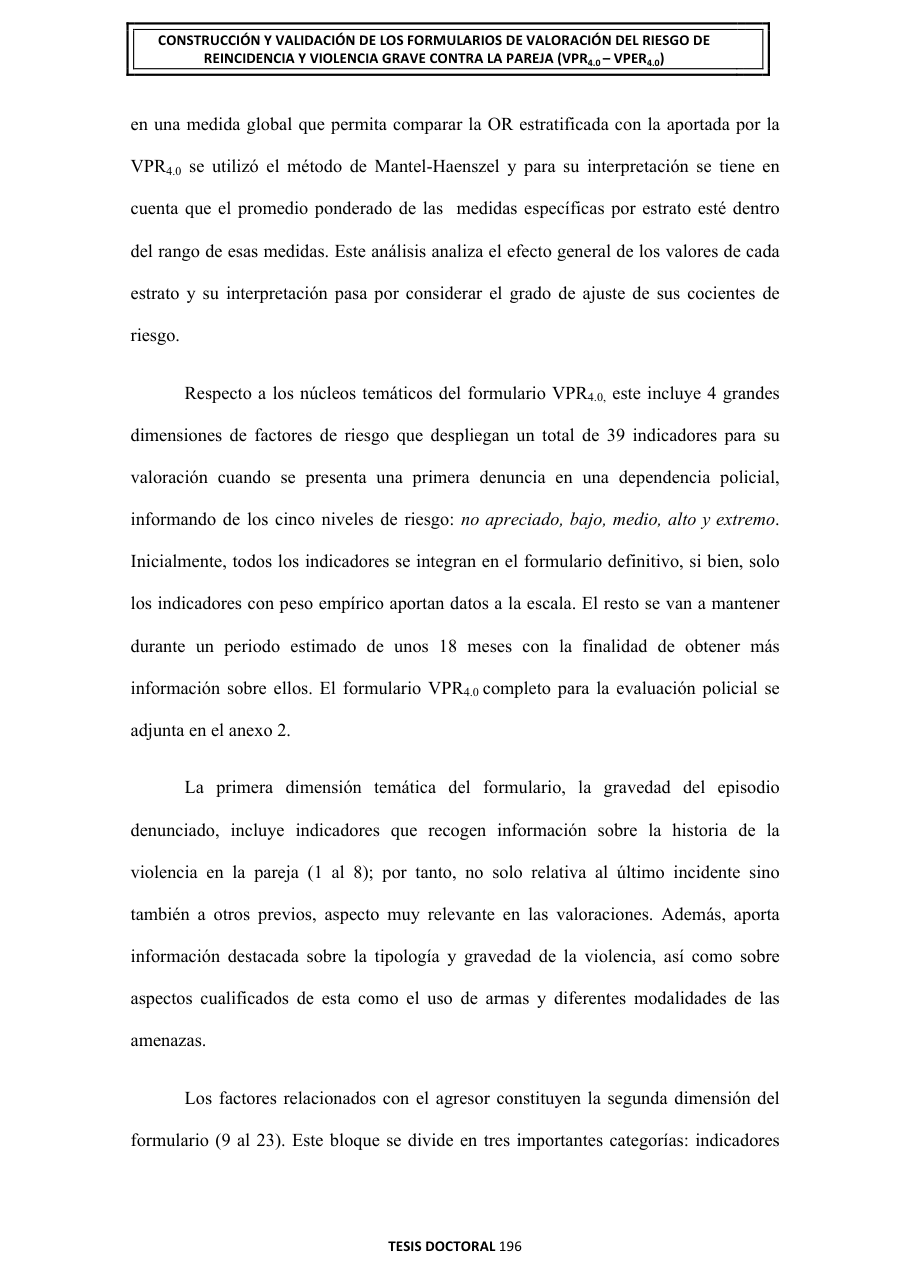 CONSTRUCCIÓN Y VALIDACIÓN DE LOS FORMULARIOS DE VALORACIÓN DEL RIESGO DE
REINCIDENCIA Y VIOLENCIA GRAVE CONTRA LA PAREJA (VPR4.0 – VPER4.0)
en una medida global que permita comparar la OR estratificada con la aportada por la
VPR4.0 se utilizó el método de Mantel-Haenszel y para su interpretación se tiene en
cuenta que el promedio ponderado de las medidas específicas por estrato esté dentro
del rango de esas medidas. Este análisis analiza el efecto general de los valores de cada
estrato y su interpretación pasa por considerar el grado de ajuste de sus cocientes de
riesgo.
Respecto a los núcleos temáticos del formulario VPR4.0, este incluye 4 grandes
dimensiones de factores de riesgo que despliegan un total de 39 indicadores para su
valoración cuando se presenta una primera denuncia en una dependencia policial,
informando de los cinco niveles de riesgo: no apreciado, bajo, medio, alto y extremo.
Inicialmente, todos los indicadores se integran en el formulario definitivo, si bien, solo
los indicadores con peso empírico aportan datos a la escala. El resto se van a mantener
durante un periodo estimado de unos 18 meses con la finalidad de obtener más
información sobre ellos. El formulario VPR4.0 completo para la evaluación policial se
adjunta en el anexo 2.
La primera dimensión temática del formulario, la gravedad del episodio
denunciado, incluye indicadores que recogen información sobre la historia de la
violencia en la pareja (1 al 8); por tanto, no solo relativa al último incidente sino
también a otros previos, aspecto muy relevante en las valoraciones. Además, aporta
información destacada sobre la tipología y gravedad de la violencia, así como sobre
aspectos cualificados de esta como el uso de armas y diferentes modalidades de las
amenazas.
Los factores relacionados con el agresor constituyen la segunda dimensión del
formulario (9 al 23). Este bloque se divide en tres importantes categorías: indicadores
TESIS DOCTORAL 196